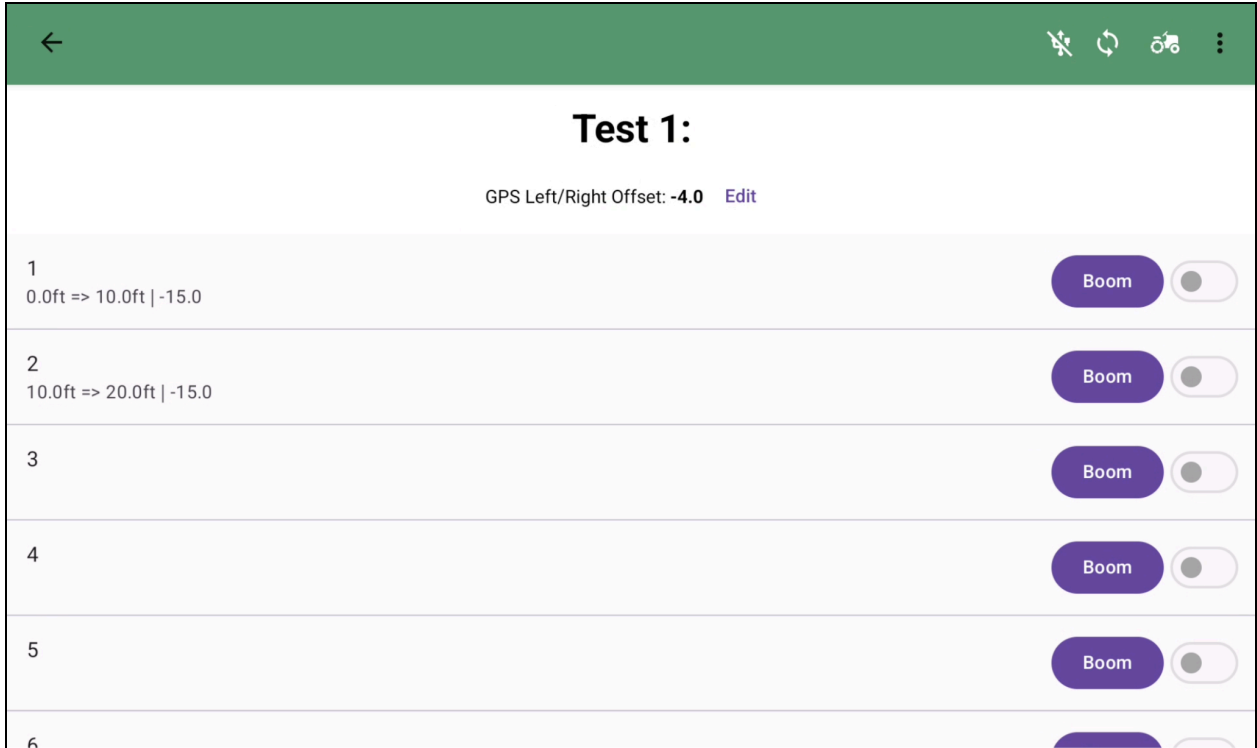 Test 1:
GPS Left/Right Offset: -4.0 Edit
1
0.0ft => 10.0ft | -15.0
Boom
2
10.0ft => 20.0ft | -15.0
Boom
3
Boom
4
Boom
5
Boom
6